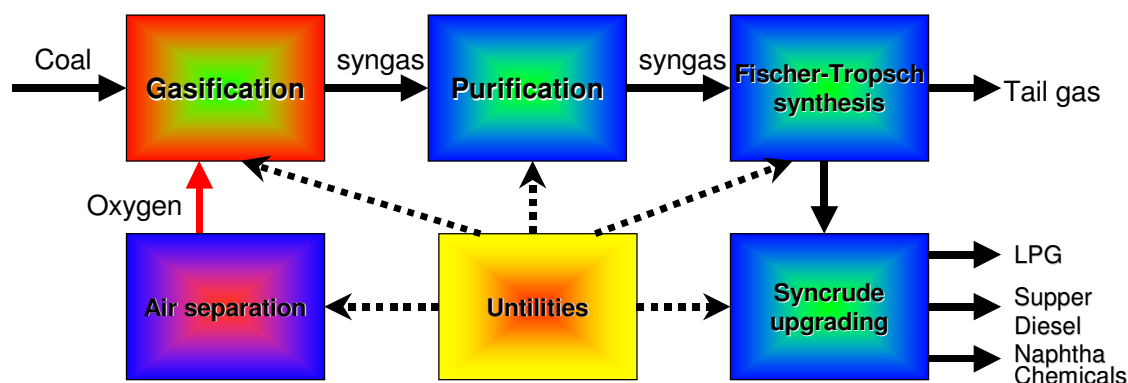 Coal
Gasification
syngas
Purification
syngas
Fischer-Tropsch
synthesis
Tail gas
Oxygen
Air separation
Untilities
Syncrude
upgrading
LPG
Supper
Diesel
Naphtha
Chemicals